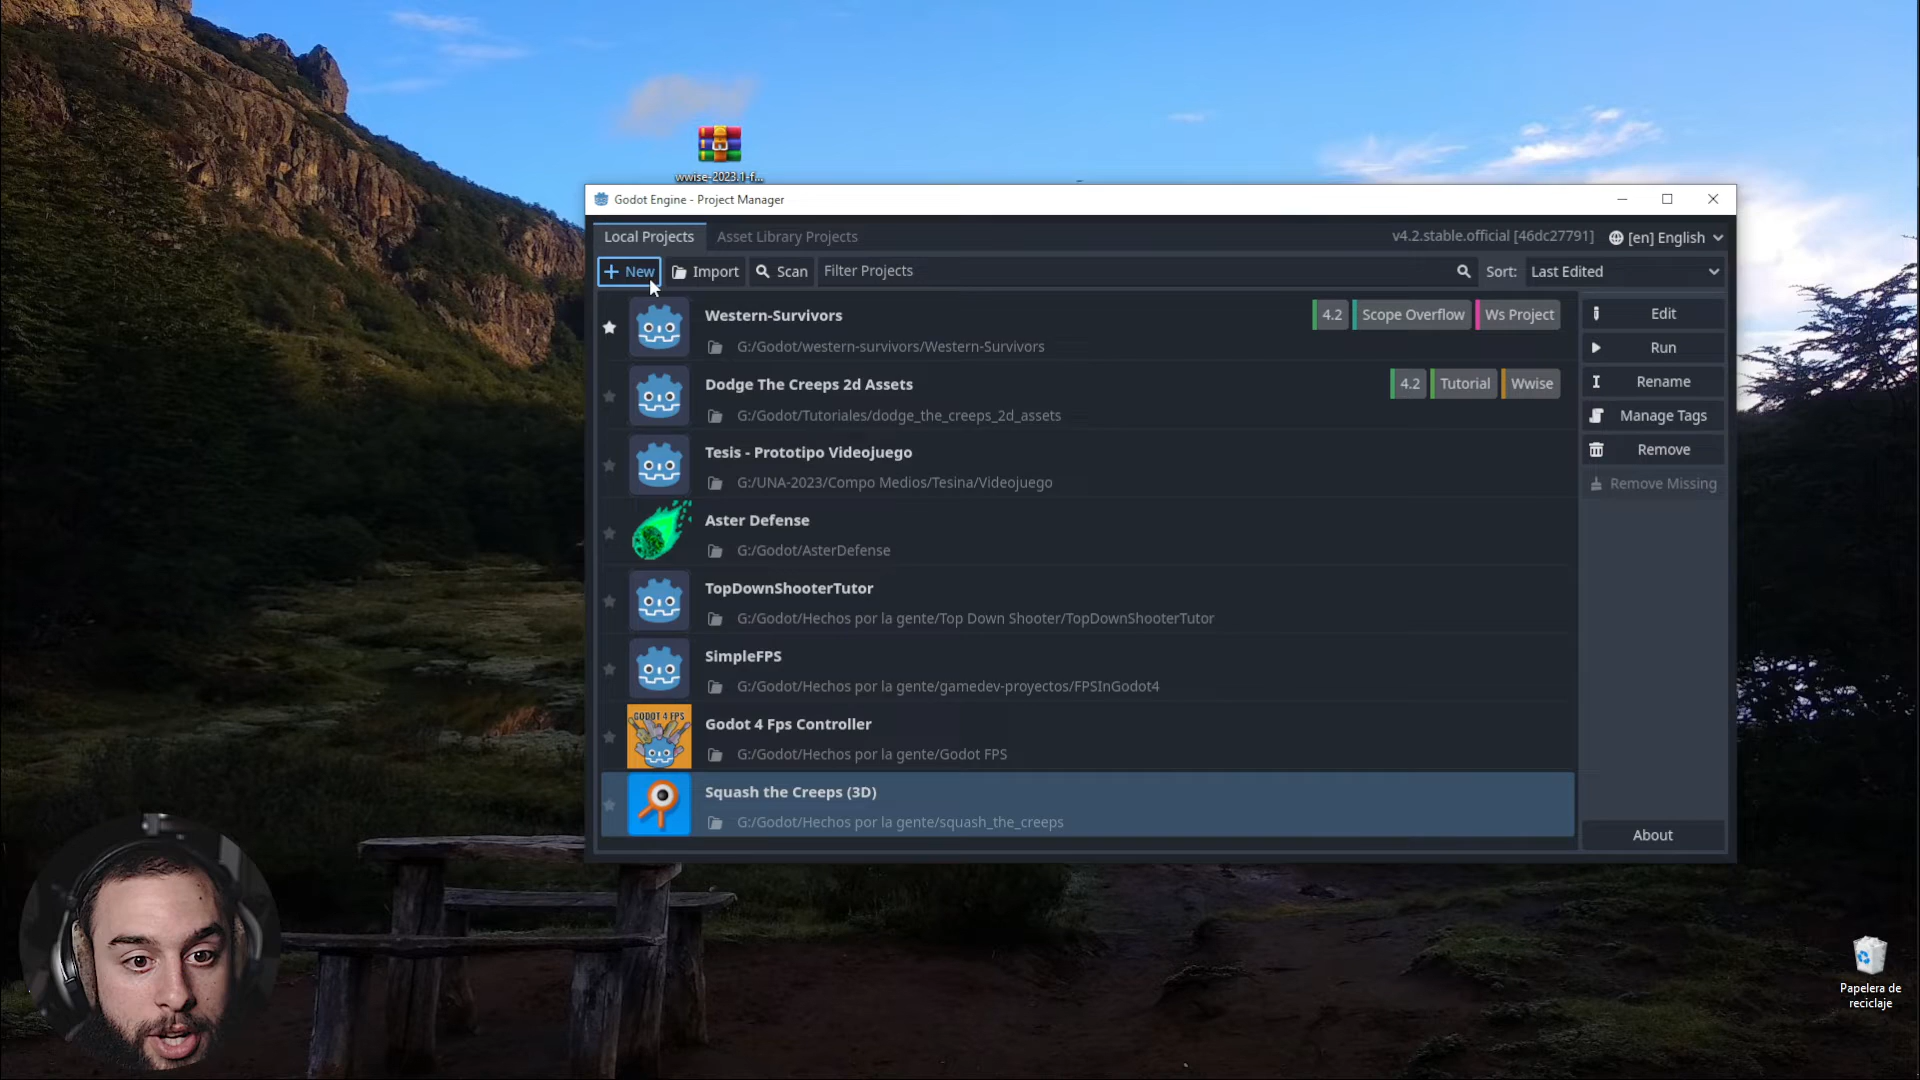 wwise-2023.1-f...
Godot Engine - Project Manager
Local Projects
Asset Library Projects
v4.2.stable.official [46dc27791]
[en] English
New
Import
Scan
Filter Projects
Sort:
Last Edited
Western-Survivors
4.2
Scope Overflow
Ws Project
G:/Godot/western-survivors/Western-Survivors
Dodge The Creeps 2d Assets
4.2
Tutorial
Wwise
G:/Godot/Tutoriales/dodge_the_creeps_2d_assets
Tesis - Prototipo Videojuego
G:/UNA-2023/Compo Medios/Tesina/Videojuego
Aster Defense
G:/Godot/AsterDefense
TopDownShooterTutor
G:/Godot/Hechos por la gente/Top Down Shooter/TopDownShooterTutor
SimpleFPS
G:/Godot/Hechos por la gente/gamedev-proyectos/FPSInGodot4
GODOT 4 FPS
Godot 4 Fps Controller
G:/Godot/Hechos por la gente/Godot FPS
Squash the Creeps (3D)
G:/Godot/Hechos por la gente/squash_the_creeps
Edit
Run
Rename
Manage Tags
Remove
Remove Missing
About
Papelera de
reciclaje